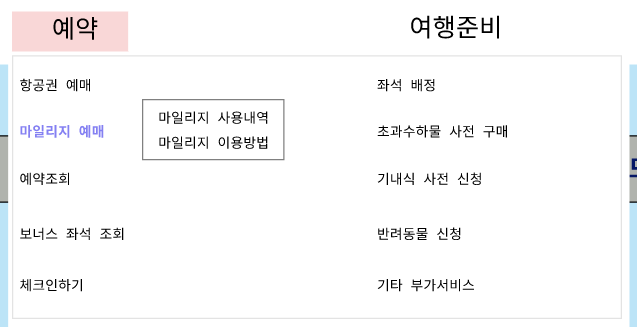 예약
여행준비
항공권 예매
좌석 배정
마일리지 예매
마일리지 사용내역
마일리지 이용방법
초과수하물 사전 구매
예약조회
기내식 사전 신청
보너스 좌석 조회
반려동물 신청
체크인하기
기타 부가서비스